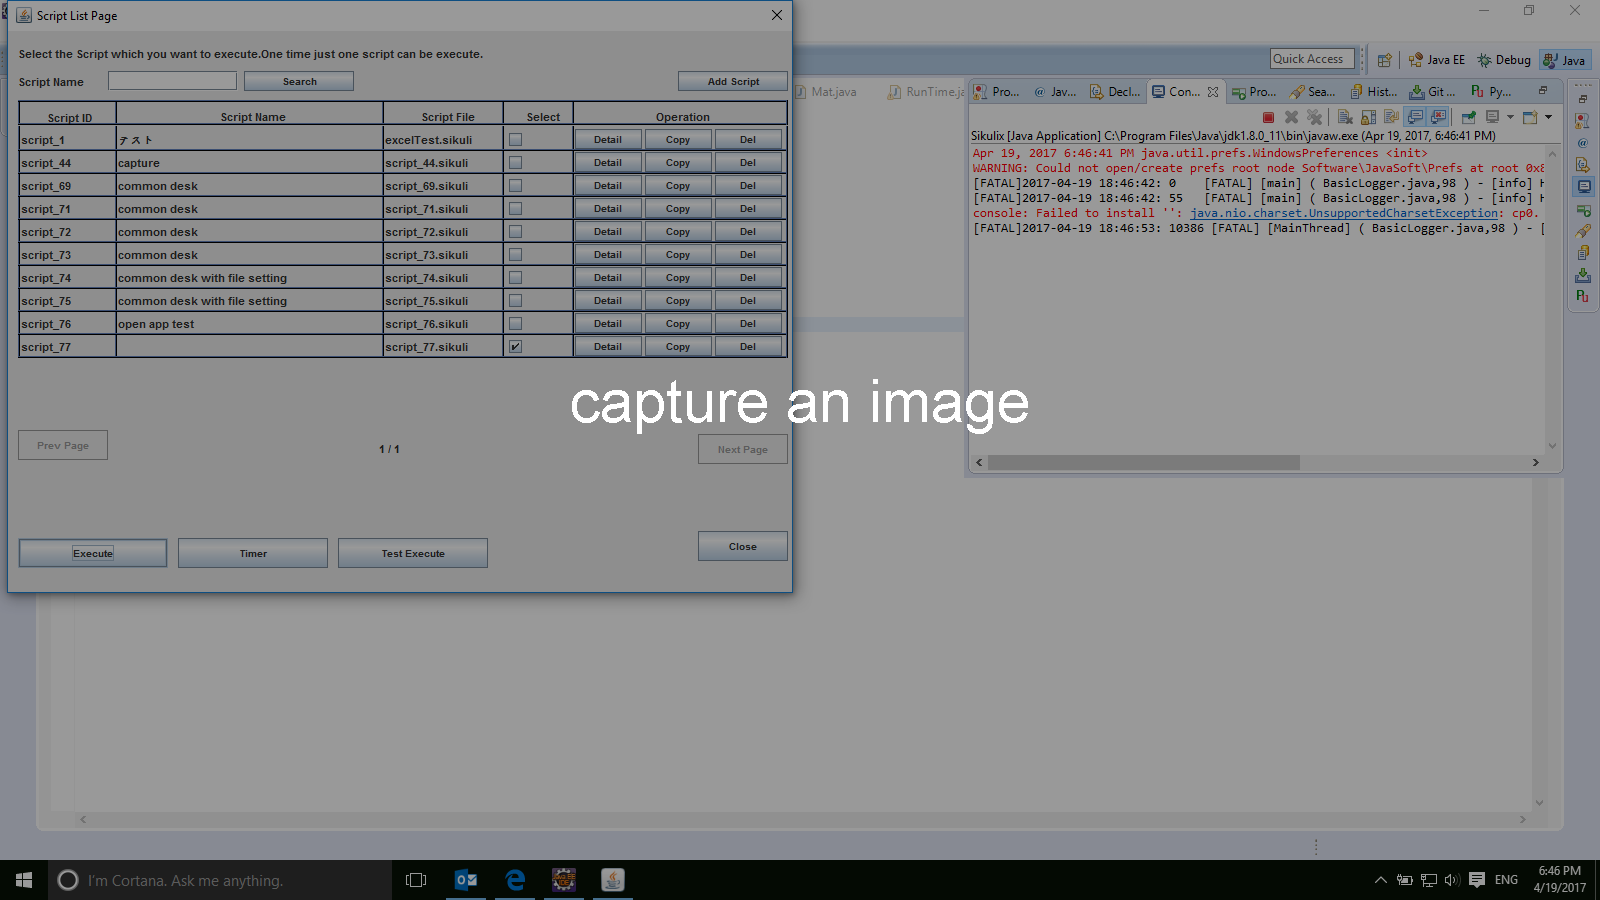 Script List Page
Select the Script which you want to execute.One time just one script can be execute.
Script Name
Search
Add Script
Script ID Script Name Script File Select Operation
script_1 テスト excelTest.sikuli Detail Copy Del
script_44 capture script_44.sikuli Detail Copy Del
script_69 common desk script_69.sikuli Detail Copy Del
script_71 common desk script_71.sikuli Detail Copy Del
script_72 common desk script_72.sikuli Detail Copy Del
script_73 common desk script_73.sikuli Detail Copy Del
script_74 common desk with file setting script_74.sikuli Detail Copy Del
script_75 common desk with file setting script_75.sikuli Detail Copy Del
script_76 open app test script_76.sikuli Detail Copy Del
script_77 script_77.sikuli Detail Copy Del
capture an image
Prev Page
1 / 1
Next Page
Execute
Timer
Test Execute
Close
Quick Access
Java EE
Debug
Java
Mat.java
RunTime.ja
Pro...
@ Jav...
Decl...
Con...
Pro...
Sea...
Hist...
Git ...
Py...
Sikulix [Java Application] C:\Program Files\Java\jdk1.8.0_11\bin\javaw.exe (Apr 19, 2017, 6:46:41 PM)
Apr 19, 2017 6:46:41 PM java.util.prefs.WindowsPreferences <init>
WARNING: Could not open/create prefs root node Software\JavaSoft\Prefs at root 0x8
[FATAL]2017-04-19 18:46:42: 0 [FATAL] [main] ( BasicLogger.java,98 ) - [info] H
[FATAL]2017-04-19 18:46:42: 55 [FATAL] [main] ( BasicLogger.java,98 ) - [info] H
console: Failed to install '': java.nio.charset.UnsupportedCharsetException: cp0.
[FATAL]2017-04-19 18:46:53: 10386 [FATAL] [MainThread] ( BasicLogger.java,98 ) - [
I'm Cortana. Ask me anything.
ENG
6:46 PM
4/19/2017